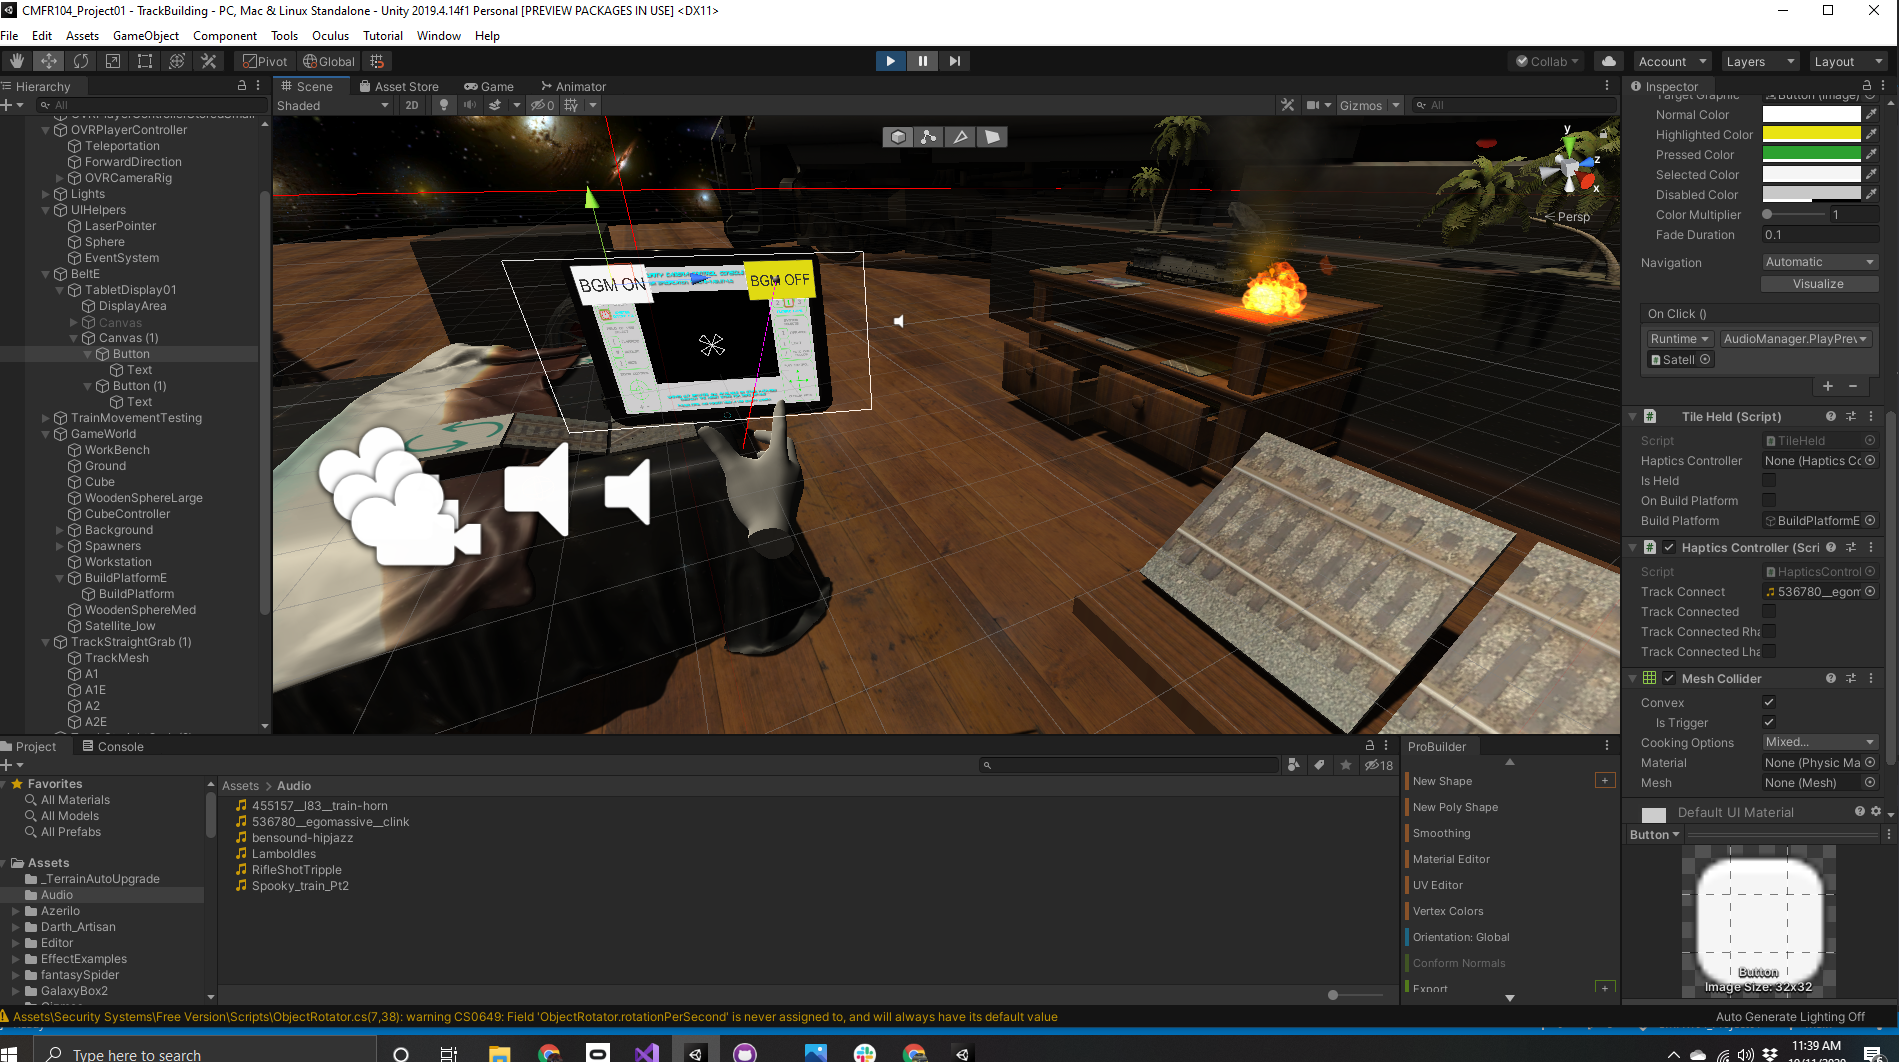 CMFR104_Project01 - TrackBuilding - PC, Mac & Linux Standalone - Unity 2019.4.14f1 Personal [PREVIEW PACKAGES IN USE] <DX11>
File Edit Assets GameObject Component Tools Oculus Tutorial Window Help
Pivot Global Collab Account Layers Layout
Hierarchy
All
OVRPlayerController
Teleportation
ForwardDirection
OVRCameraRig
Lights
UIHelpers
LaserPointer
Sphere
EventSystem
BeltE
TabletDisplay01
DisplayArea
Canvas
Canvas (1)
Button
Text
Button (1)
Text
TrainMovementTesting
GameWorld
WorkBench
Ground
Cube
WoodenSphereLarge
CubeController
Background
Spawners
Workstation
BuildPlatformE
BuildPlatform
WoodenSphereMed
Satellite_low
TrackStraightGrab (1)
TrackMesh
A1
A1E
A2
A2E
Scene Asset Store Game Animator
Shaded 2D 0 Gizmos All
y
z
x
Persp
BGM ON
BGM OFF
Inspector
Target Graphic Button (Image)
Normal Color
Highlighted Color
Pressed Color
Selected Color
Disabled Color
Color Multiplier 1
Fade Duration 0.1
Navigation Automatic
Visualize
On Click ()
Runtime AudioManager.PlayPrev
Satell
Tile Held (Script)
Script TileHeld
Haptics Controller None (Haptics Co
Is Held
On Build Platform
Build Platform BuildPlatformE
Haptics Controller (Scri
Script HapticsControl
Track Connect 536780__egom
Track Connected
Track Connected Rha
Track Connected Lha
Mesh Collider
Convex
Is Trigger
Cooking Options Mixed...
Material None (Physic Ma
Mesh None (Mesh)
Default UI Material
Button
Button
Image Size: 32x32
Project Console
18
Favorites
All Materials
All Models
All Prefabs
Assets
_TerrainAutoUpgrade
Audio
Azerilo
Darth_Artisan
Editor
EffectExamples
fantasySpider
GalaxyBox2
Gizmos
Assets > Audio
455157__l83__train-horn
536780__egomassive__clink
bensound-hipjazz
Lamboldles
RifleShotTripple
Spooky_train_Pt2
ProBuilder
New Shape
New Poly Shape
Smoothing
Material Editor
UV Editor
Vertex Colors
Orientation: Global
Conform Normals
Export
Assets\Security Systems\Free Version\Scripts\ObjectRotator.cs(7,38): warning CS0649: Field 'ObjectRotator.rotationPerSecond' is never assigned to, and will always have its default value
Auto Generate Lighting Off
Type here to search
11:39 AM